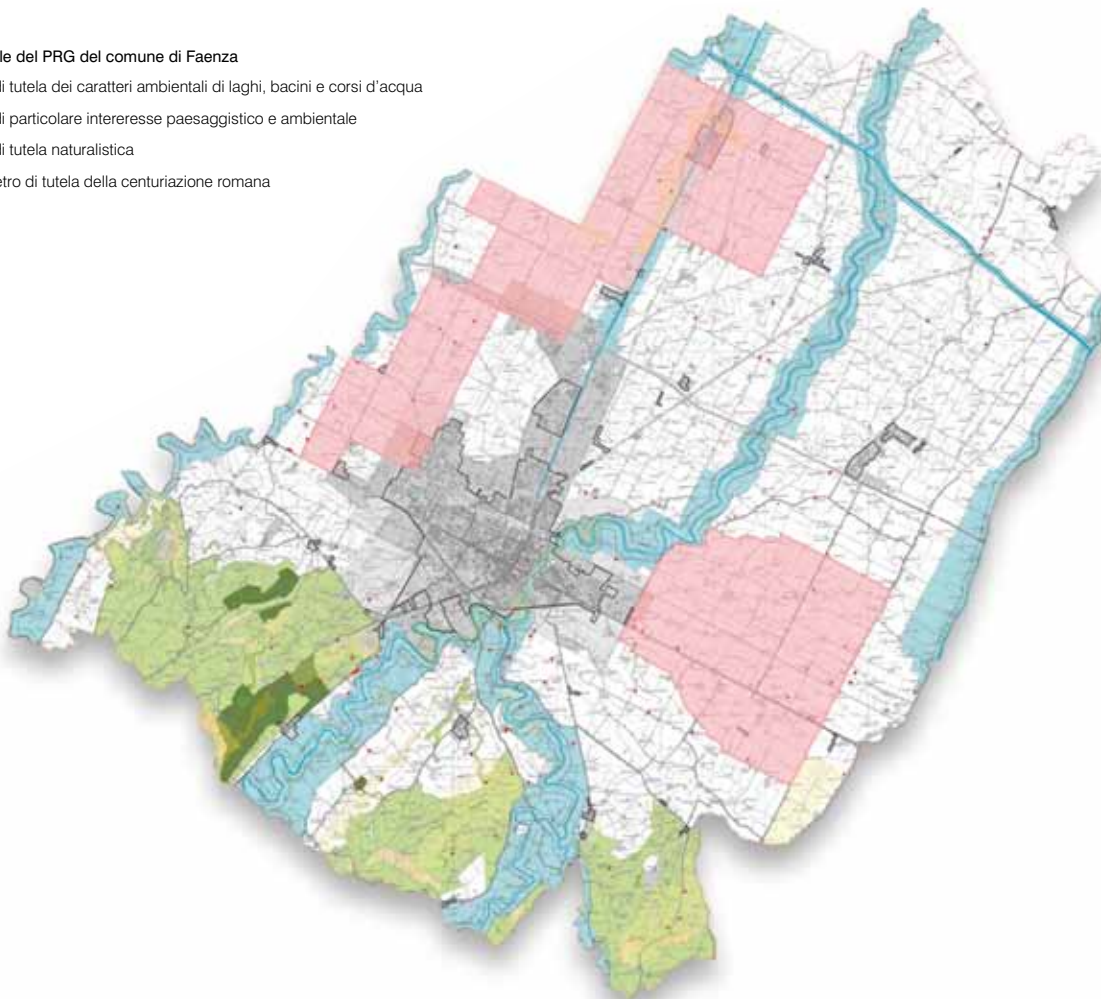 le del PRG del comune di Faenza
di tutela dei caratteri ambientali di laghi, bacini e corsi d'acqua
di particolare intereresse paesaggistico e ambientale
di tutela naturalistica
etro di tutela della centuriazione romana